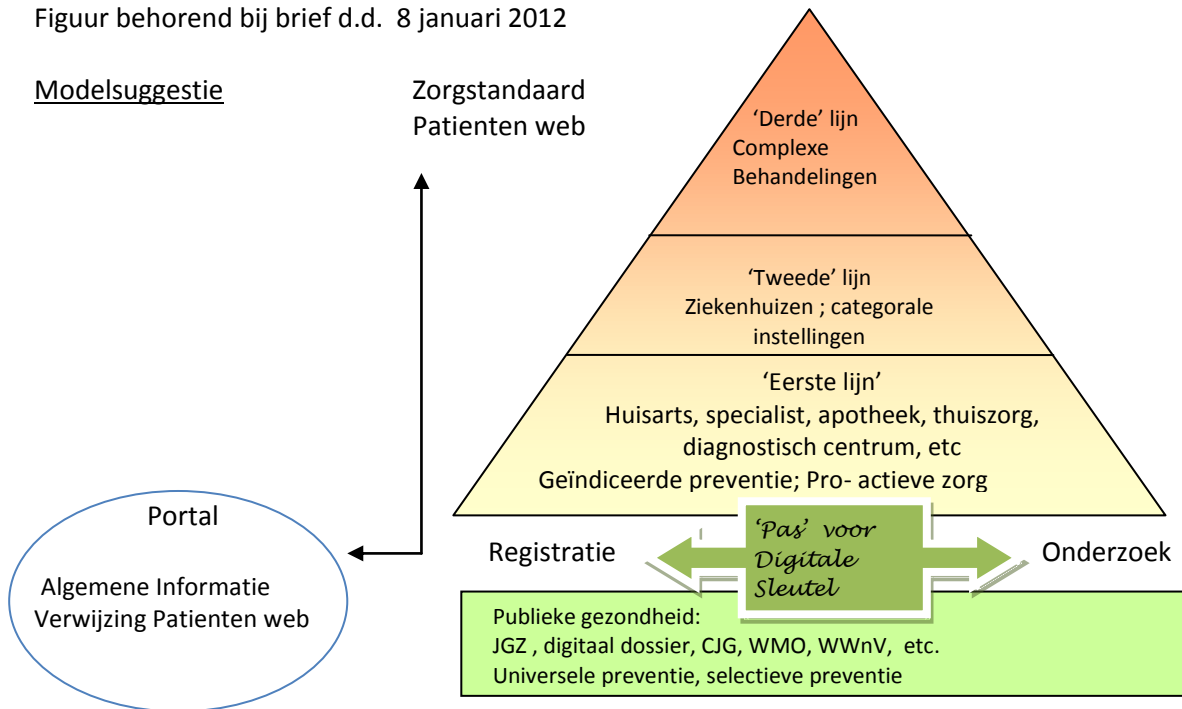 Figuur behorend bij brief d.d. 8 januari 2012
Modelsuggestie
Zorgstandaard
Patienten web
‘Derde’ lijn
Complexe
Behandelingen
‘Tweede’ lijn
Ziekenhuizen ; categorale
instellingen
‘Eerste lijn’
Huisarts, specialist, apotheek, thuiszorg,
diagnostisch centrum, etc
Geïndiceerde preventie; Pro- actieve zorg
Portal
Algemene Informatie
Verwijzing Patienten web
Registratie
‘Pas’ voor
Digitale
Sleutel
Onderzoek
Publieke gezondheid:
JGZ , digitaal dossier, CJG, WMO, WWnV, etc.
Universele preventie, selectieve preventie